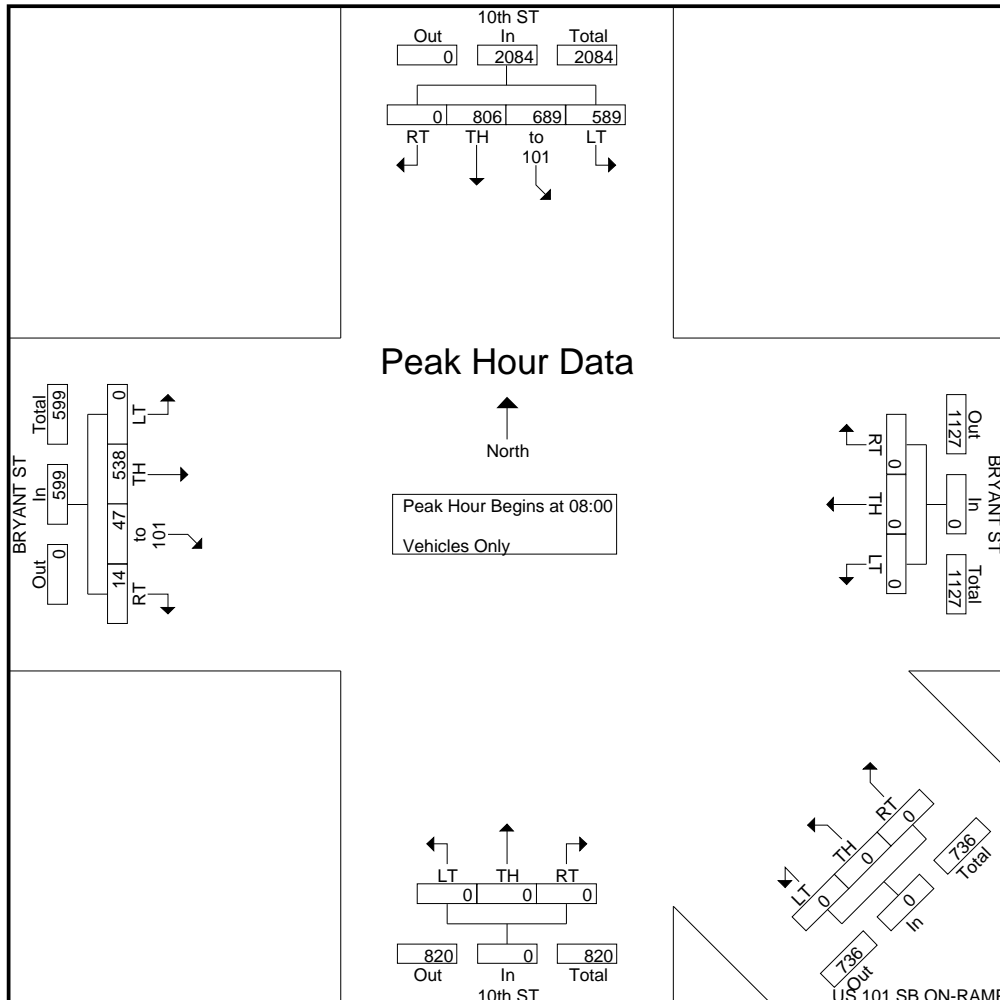 10th ST
Out In Total
0 2084 2084
0 806 689 589
RT TH to 101 LT
Peak Hour Data
North
Peak Hour Begins at 08:00
Vehicles Only
BRYANT ST
Out In Total
0 599 599
RT to 101 TH LT
14 47 538 0
BRYANT ST
Out In Total
1127 0 1127
RT TH LT
0 0 0
LT TH RT
0 0 0
820 0 820
Out In Total
10th ST
LT TH RT
0 0 0
736 0 736
Out In Total
US 101 SB ON-RAMP